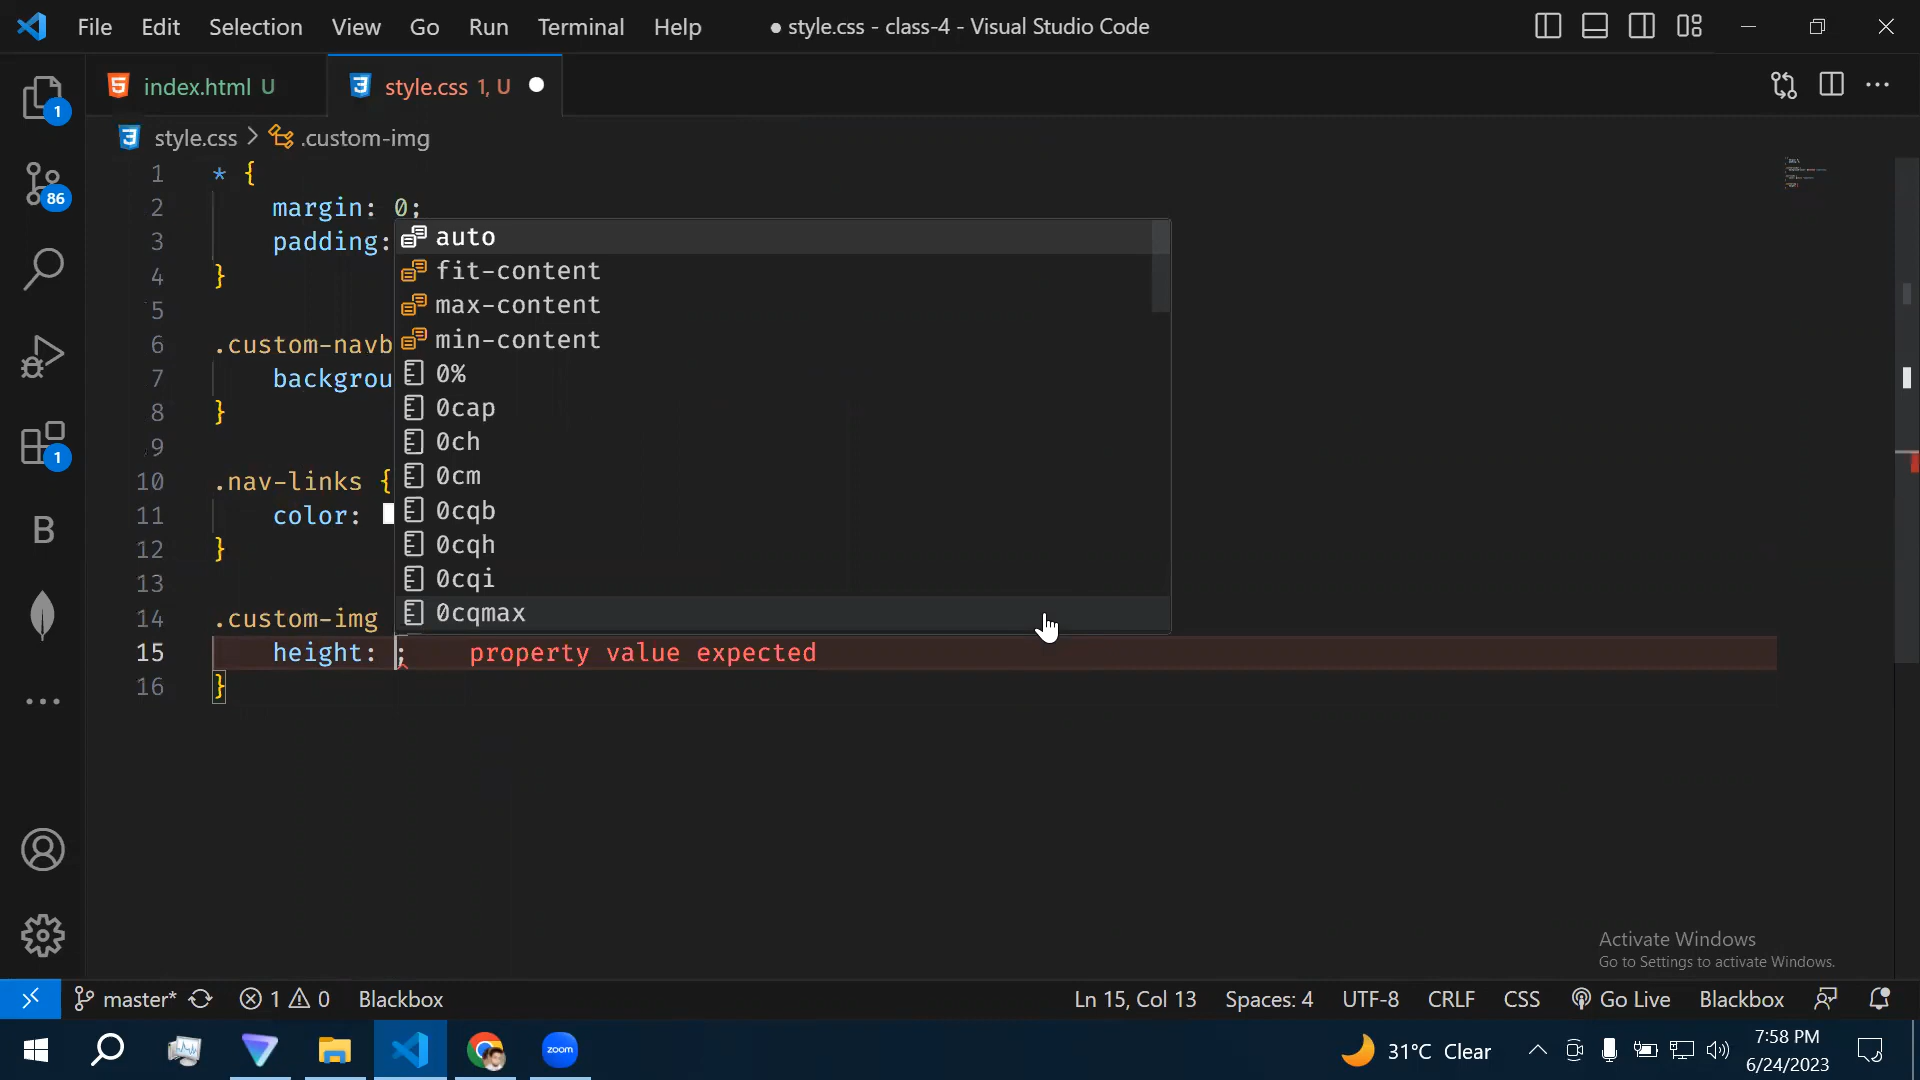 File Edit Selection View Go Run Terminal Help ● style.css - class-4 - Visual Studio Code
1 index.html U style.css 1, U
style.css > .custom-img
86
1 * {
2 margin: 0;
3 padding:
4 }
5
6 .custom-navb
7 backgrou
8 }
9
10 .nav-links {
11 color:
12 }
13
14 .custom-img
15 height: ; property value expected
16 }
auto
fit-content
max-content
min-content
0%
0cap
0ch
0cm
0cqb
0cqh
0cqi
0cqmax
1
B
Activate Windows
Go to Settings to activate Windows.
master* 1 0 Blackbox Ln 15, Col 13 Spaces: 4 UTF-8 CRLF CSS Go Live Blackbox
zoom 31°C Clear 7:58 PM
6/24/2023